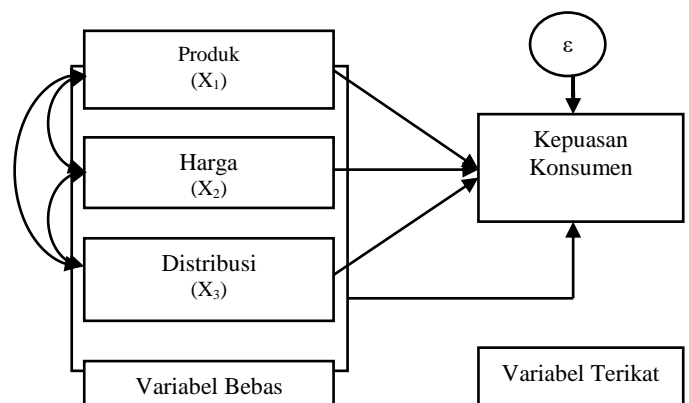 Produk
(X₁)
ε
Harga
(X₂)
Kepuasan
Konsumen
Distribusi
(X₃)
Variabel Bebas
Variabel Terikat